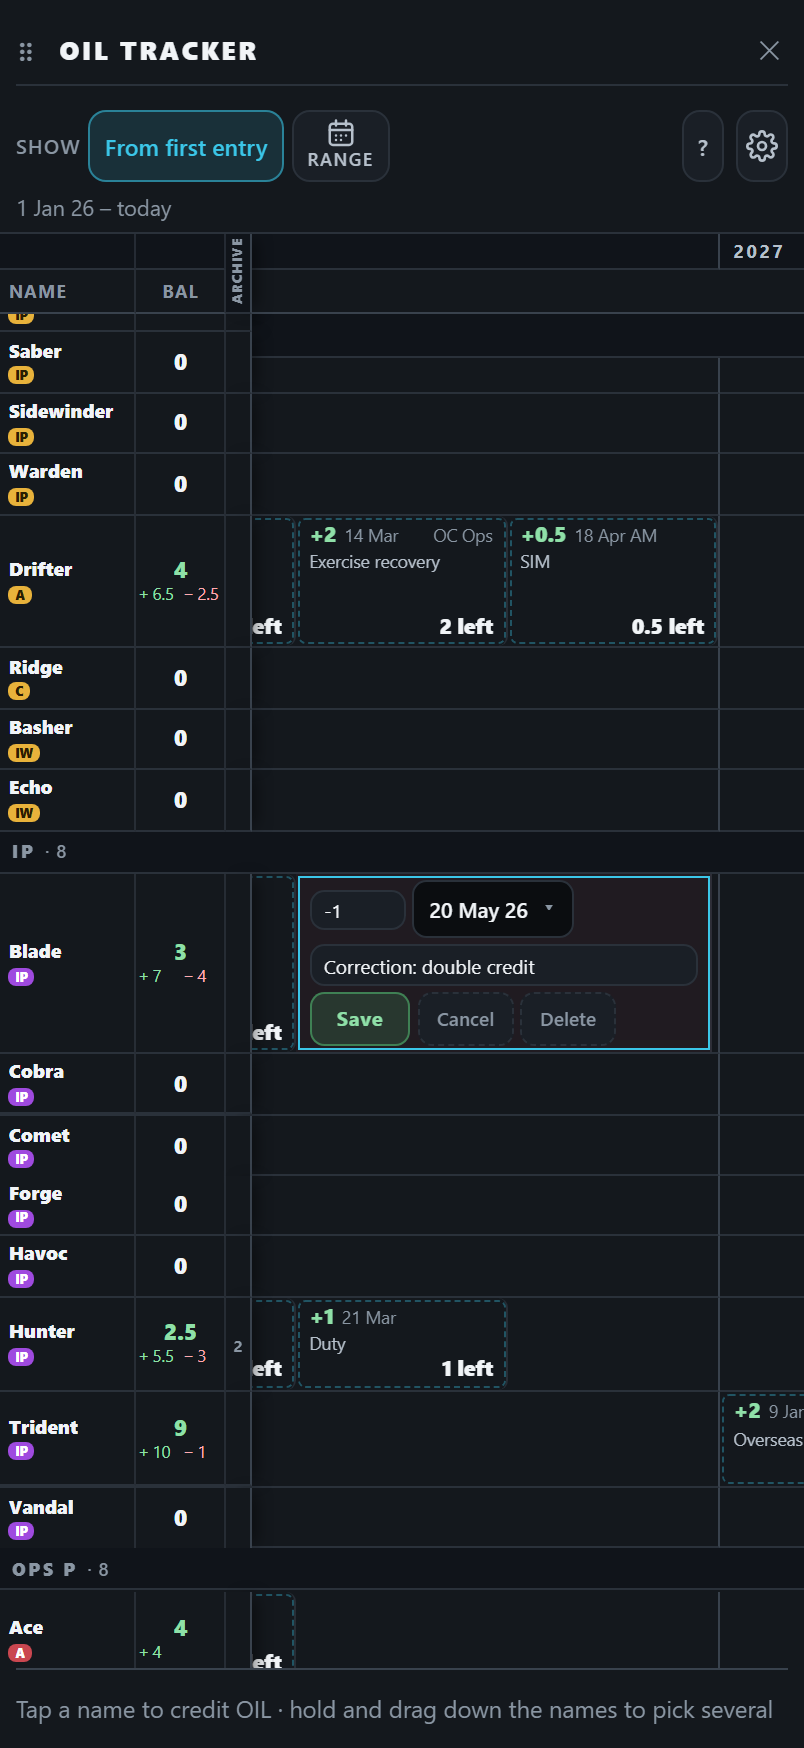 OIL TRACKER
SHOW
From first entry
RANGE
?
1 Jan 26 – today
ARCHIVE
2027
NAME
BAL
IP
Saber
IP
0
Sidewinder
IP
0
Warden
IP
0
Drifter
A
4
+ 6.5 – 2.5
eft
+2 14 Mar OC Ops
Exercise recovery
2 left
+0.5 18 Apr AM
SIM
0.5 left
Ridge
C
0
Basher
IW
0
Echo
IW
0
IP · 8
Blade
IP
3
+ 7 – 4
eft
-1
20 May 26
Correction: double credit
Save
Cancel
Delete
Cobra
IP
0
Comet
IP
0
Forge
IP
0
Havoc
IP
0
Hunter
IP
2.5
+ 5.5 – 3
2
eft
+1 21 Mar
Duty
1 left
Trident
IP
9
+ 10 – 1
+2 9 Jan
Overseas
Vandal
IP
0
OPS P · 8
Ace
A
4
+ 4
eft
Tap a name to credit OIL · hold and drag down the names to pick several